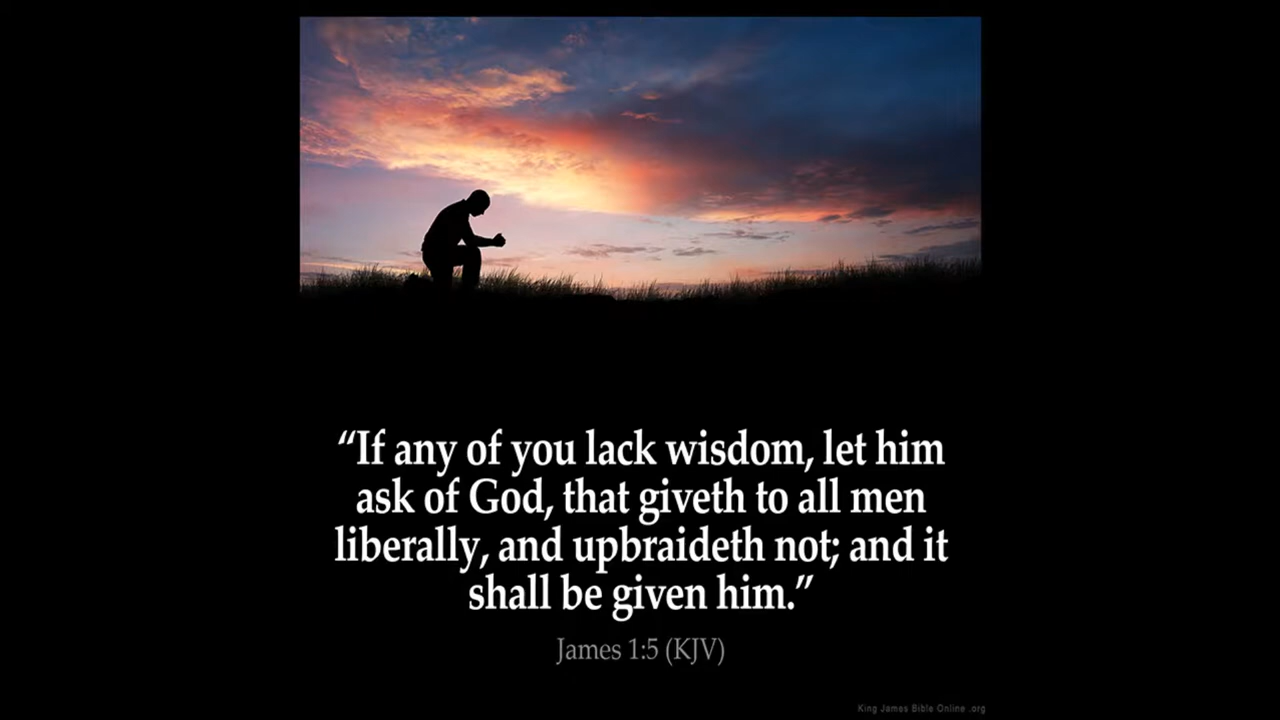 “If any of you lack wisdom, let him
ask of God, that giveth to all men
liberally, and upbraideth not; and it
shall be given him.”
James 1:5 (KJV)
King James Bible Online .org